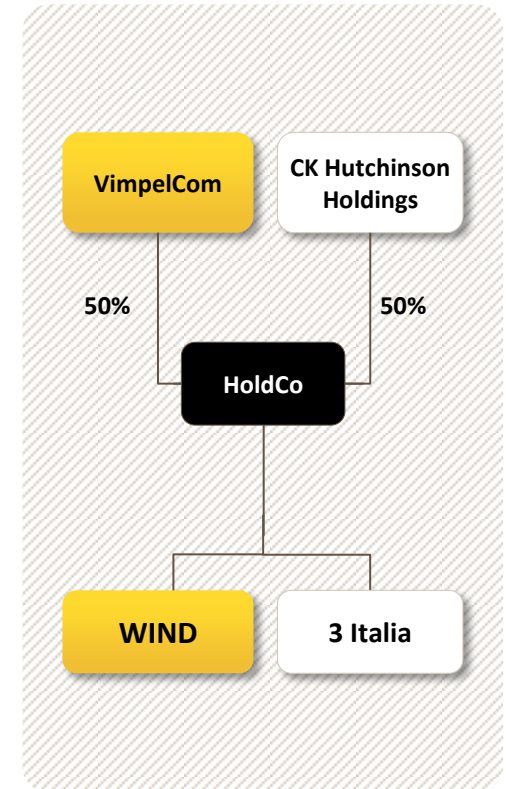 VimpelCom
CK Hutchinson
Holdings
50%
50%
HoldCo
WIND
3 Italia